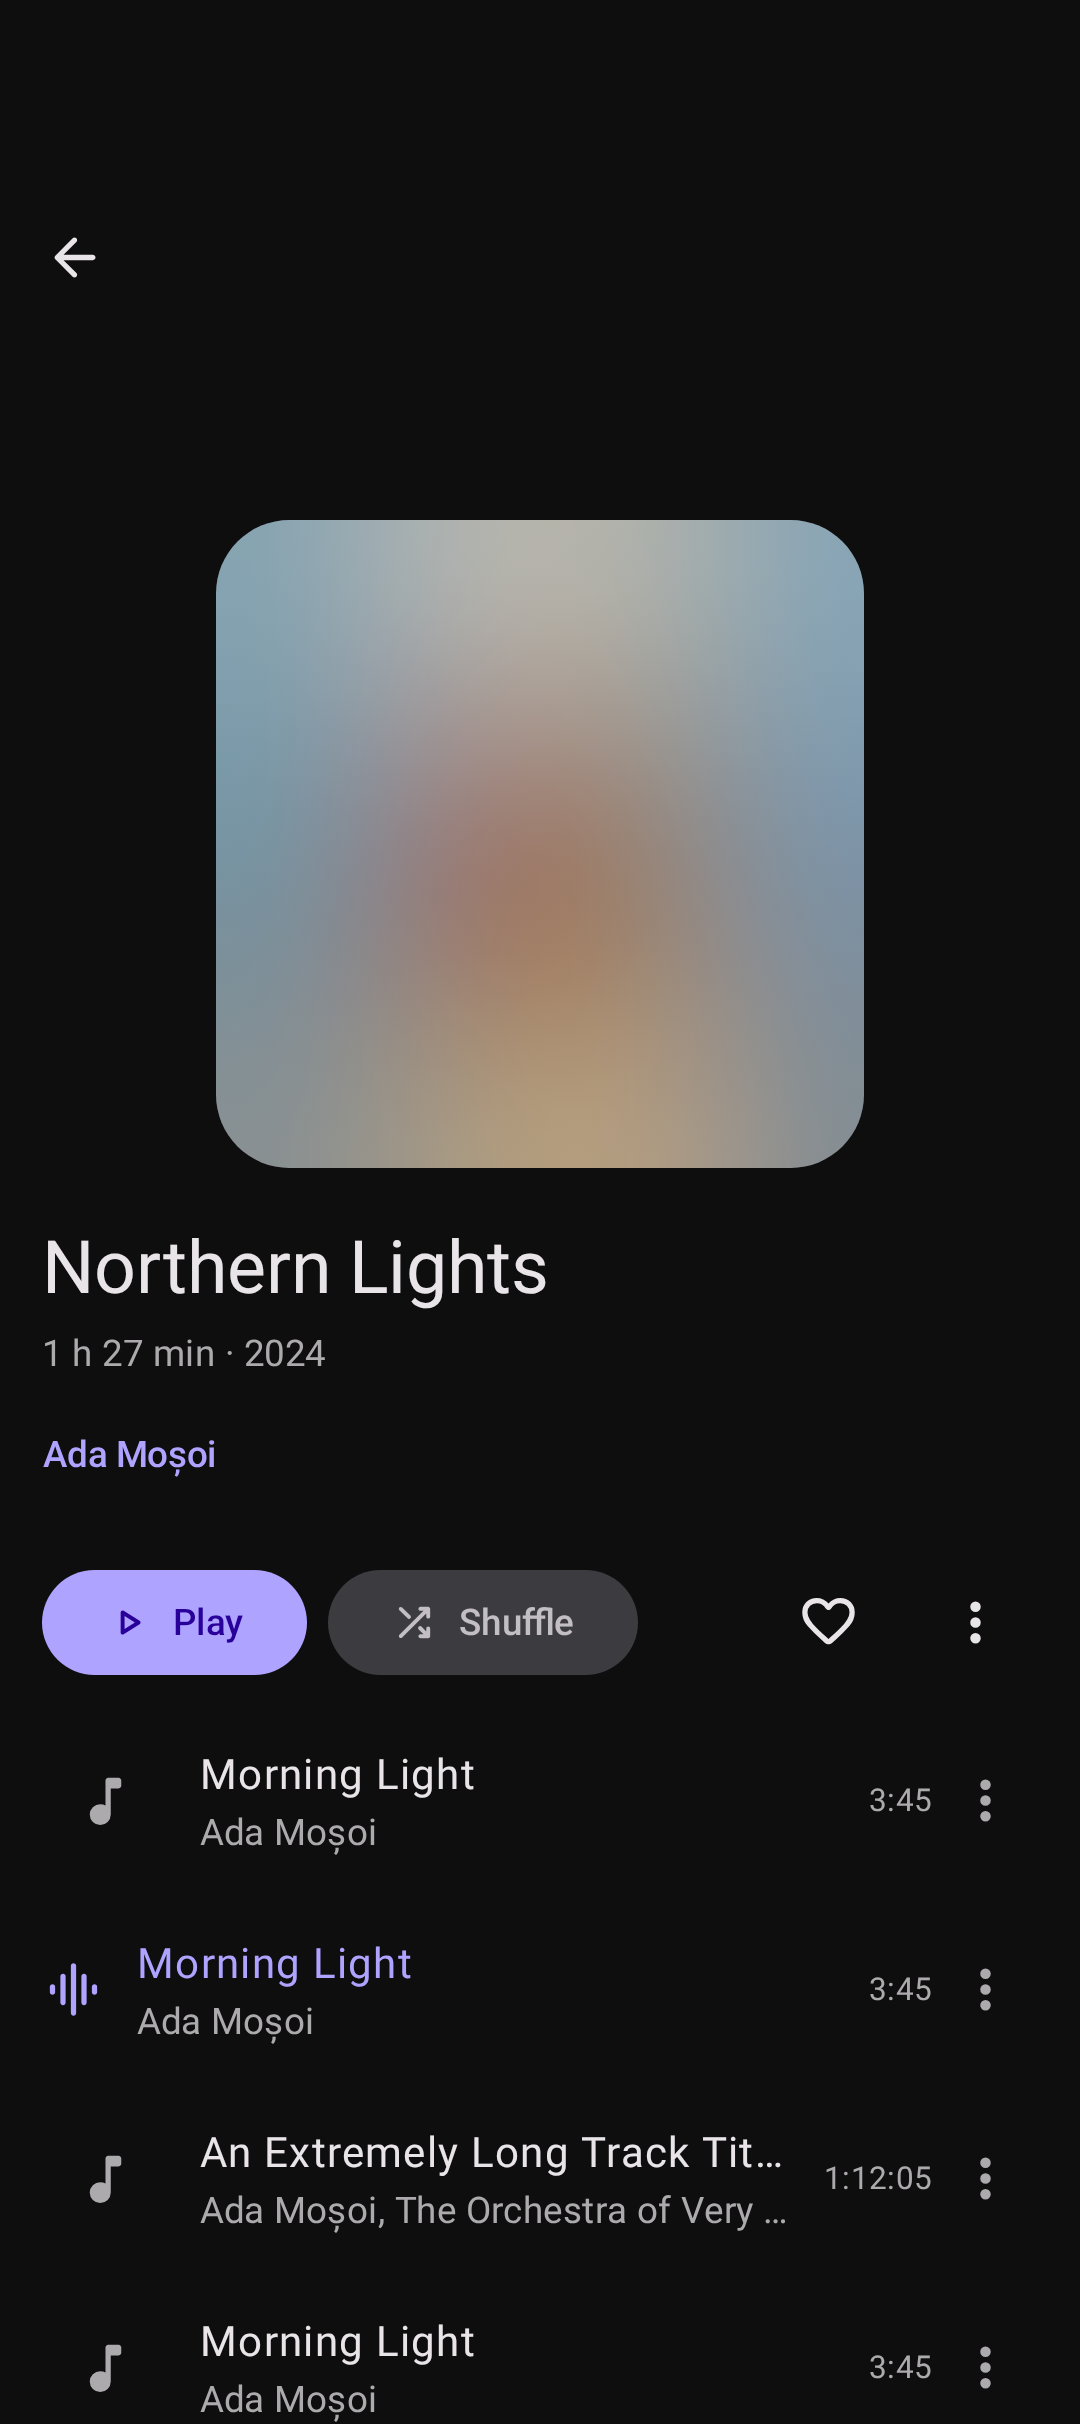 Northern Lights
1 h 27 min · 2024
Ada Moșoi
Play
Shuffle
Morning Light
3:45
Ada Moșoi
Morning Light
3:45
Ada Moșoi
An Extremely Long Track Tit…
1:12:05
Ada Moșoi, The Orchestra of Very …
Morning Light
3:45
Ada Moșoi